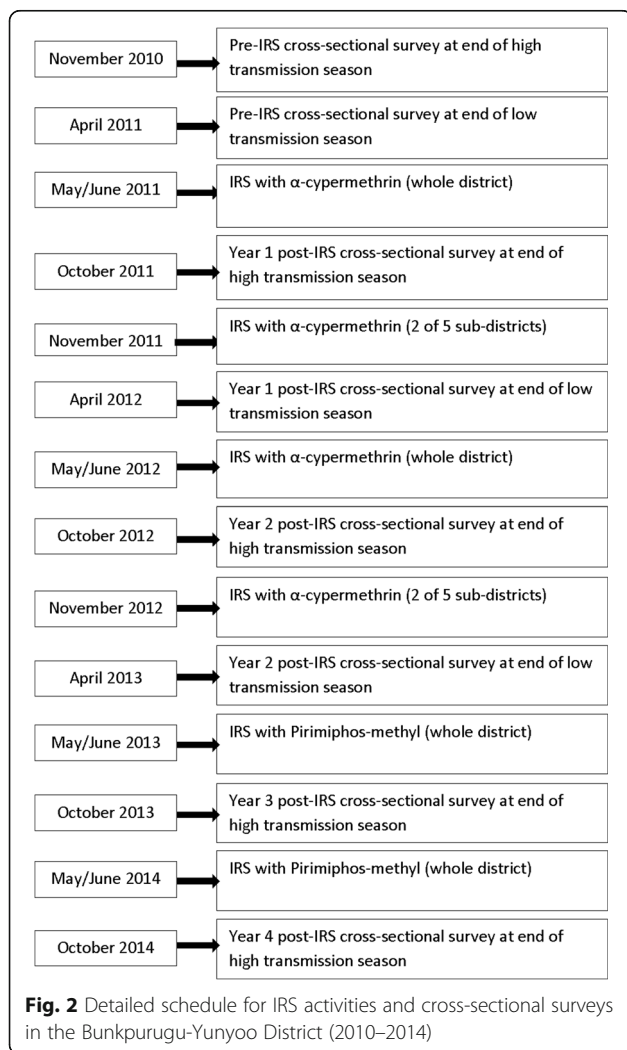 November 2010
Pre-IRS cross-sectional survey at end of high
transmission season
April 2011
Pre-IRS cross-sectional survey at end of low
transmission season
May/June 2011
IRS with α-cypermethrin (whole district)
October 2011
Year 1 post-IRS cross-sectional survey at end of
high transmission season
November 2011
IRS with α-cypermethrin (2 of 5 sub-districts)
April 2012
Year 1 post-IRS cross-sectional survey at end of low
transmission season
May/June 2012
IRS with α-cypermethrin (whole district)
October 2012
Year 2 post-IRS cross-sectional survey at end of
high transmission season
November 2012
IRS with α-cypermethrin (2 of 5 sub-districts)
April 2013
Year 2 post-IRS cross-sectional survey at end of low
transmission season
May/June 2013
IRS with Pirimiphos-methyl (whole district)
October 2013
Year 3 post-IRS cross-sectional survey at end of
high transmission season
May/June 2014
IRS with Pirimiphos-methyl (whole district)
October 2014
Year 4 post-IRS cross-sectional survey at end of
high transmission season
Fig. 2 Detailed schedule for IRS activities and cross-sectional surveys
in the Bunkpurugu-Yunyoo District (2010–2014)